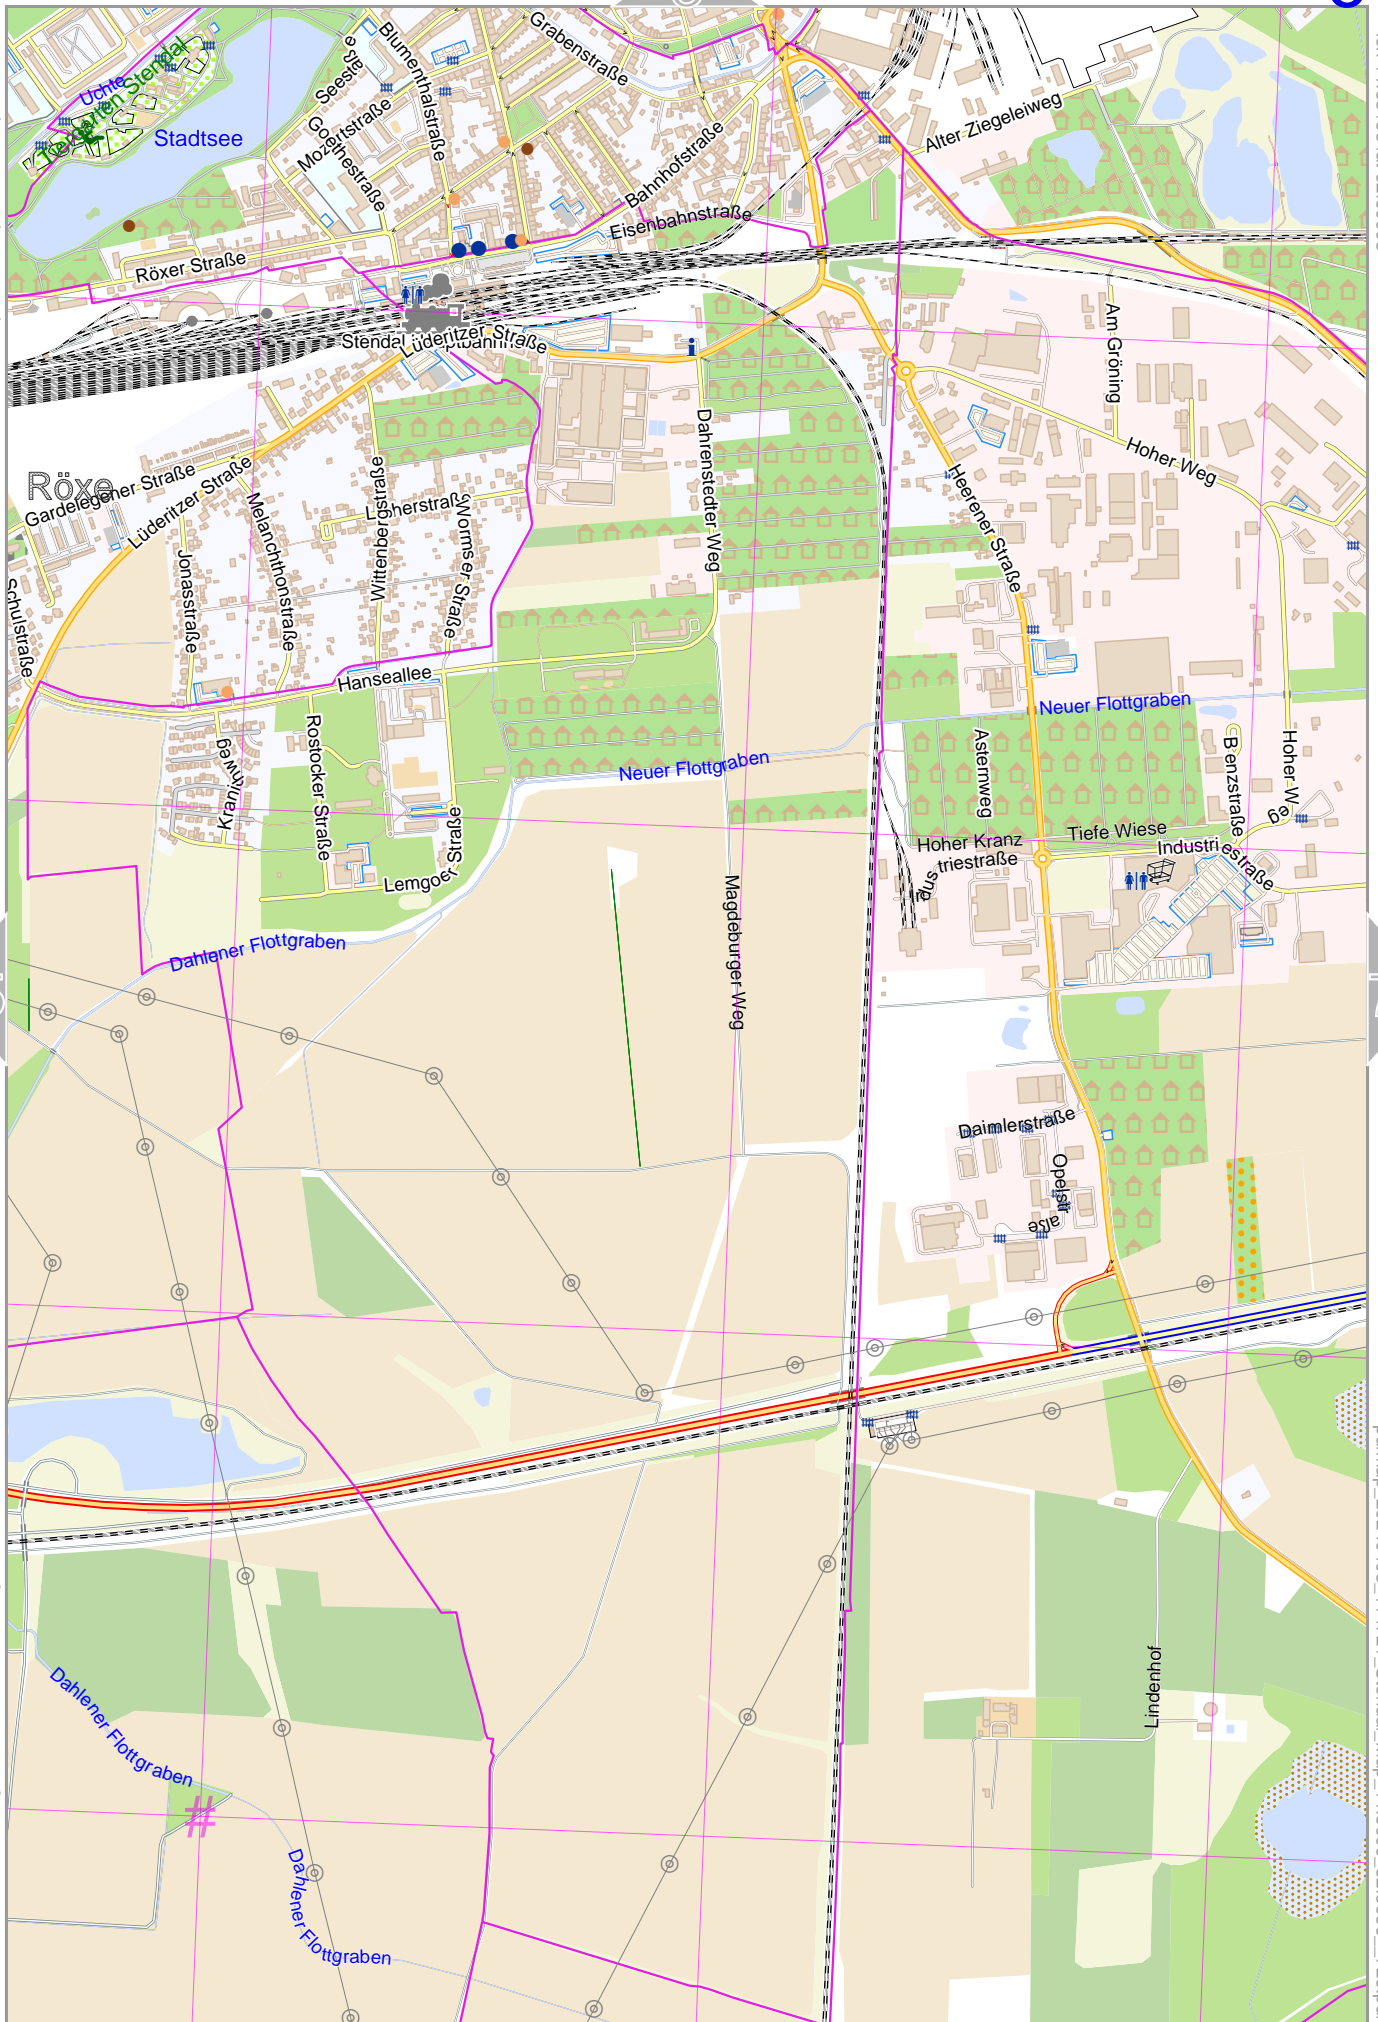 Grabenstraße
Blumenthalstraße
Seestraße
Uchte
Tiergarten Stendal
Stadtsee
Mozartstraße
Goethestraße
Bahnhofstraße
Alter Ziegeleiweg
Eisenbahnstraße
Röxer Straße
Stendal
Lüderitzer Straße
Am Gröning
Dahrenstedter Weg
Hoher Weg
Röxe
Gardelegener Straße
Lüderitzer Straße
Wittenbergstraße
Wormser Straße
Melanchthonstraße
Jonasstraße
Heerener Straße
Schulstraße
Hanseallee
Neuer Flottgraben
Rostocker Straße
Kranichweg
Asternweg
Benzstraße
Hoher Weg
Neuer Flottgraben
Tiefe Wiese
Hoher Kranz
Industriestraße
Industriestraße
Lemgoer Straße
Magdeburger Weg
Dahlener Flottgraben
Daimlerstraße
Opelstraße
Lindenhof
Dahlener Flottgraben
#
Dahlener Flottgraben